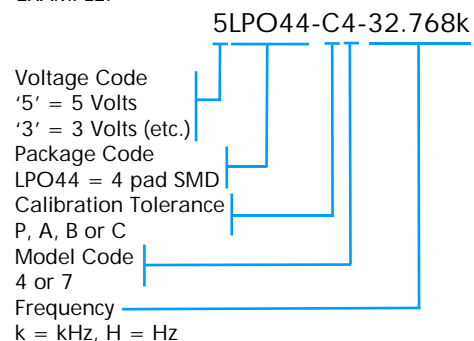 EXAMPLE:
5LPO44-C4-32.768k
Voltage Code
‘5’ = 5 Volts
‘3’ = 3 Volts (etc.)
Package Code
LPO44 = 4 pad SMD
Calibration Tolerance
P, A, B or C
Model Code
4 or 7
Frequency
k = kHz, H = Hz